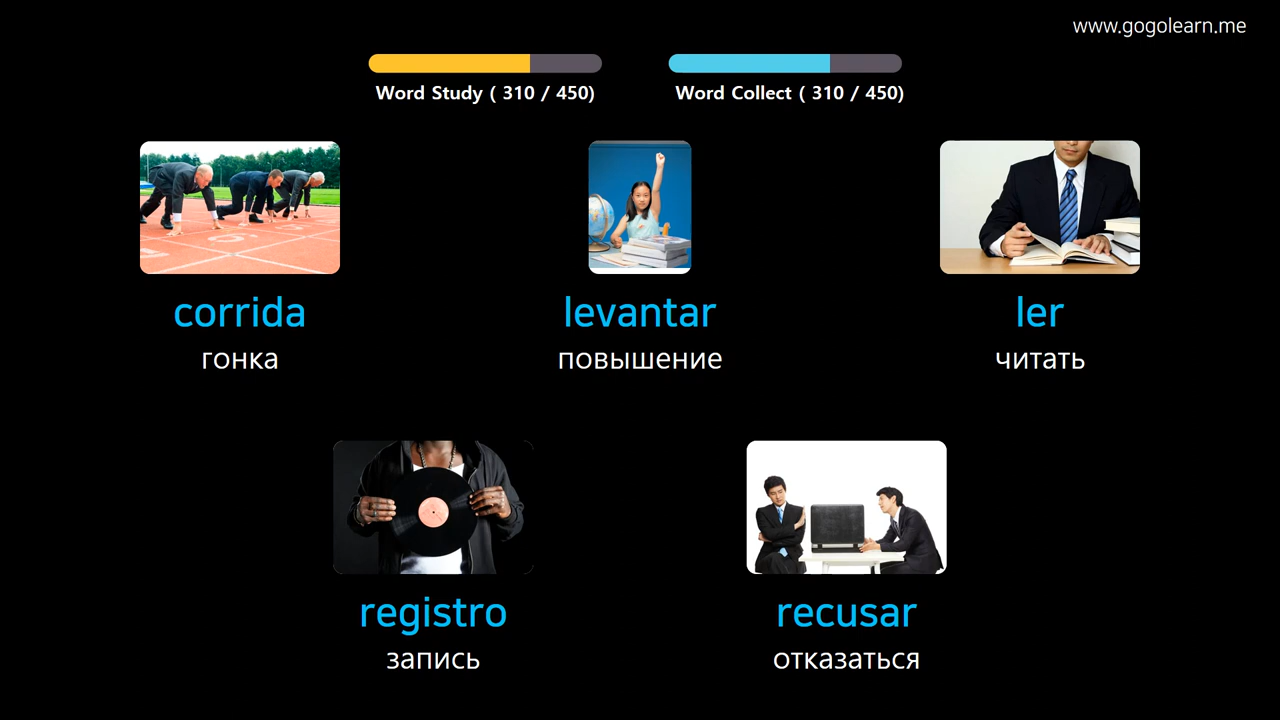 www.gogolearn.me
Word Study ( 310 / 450)
Word Collect ( 310 / 450)
corrida
гонка
levantar
повышение
ler
читать
registro
запись
recusar
отказаться